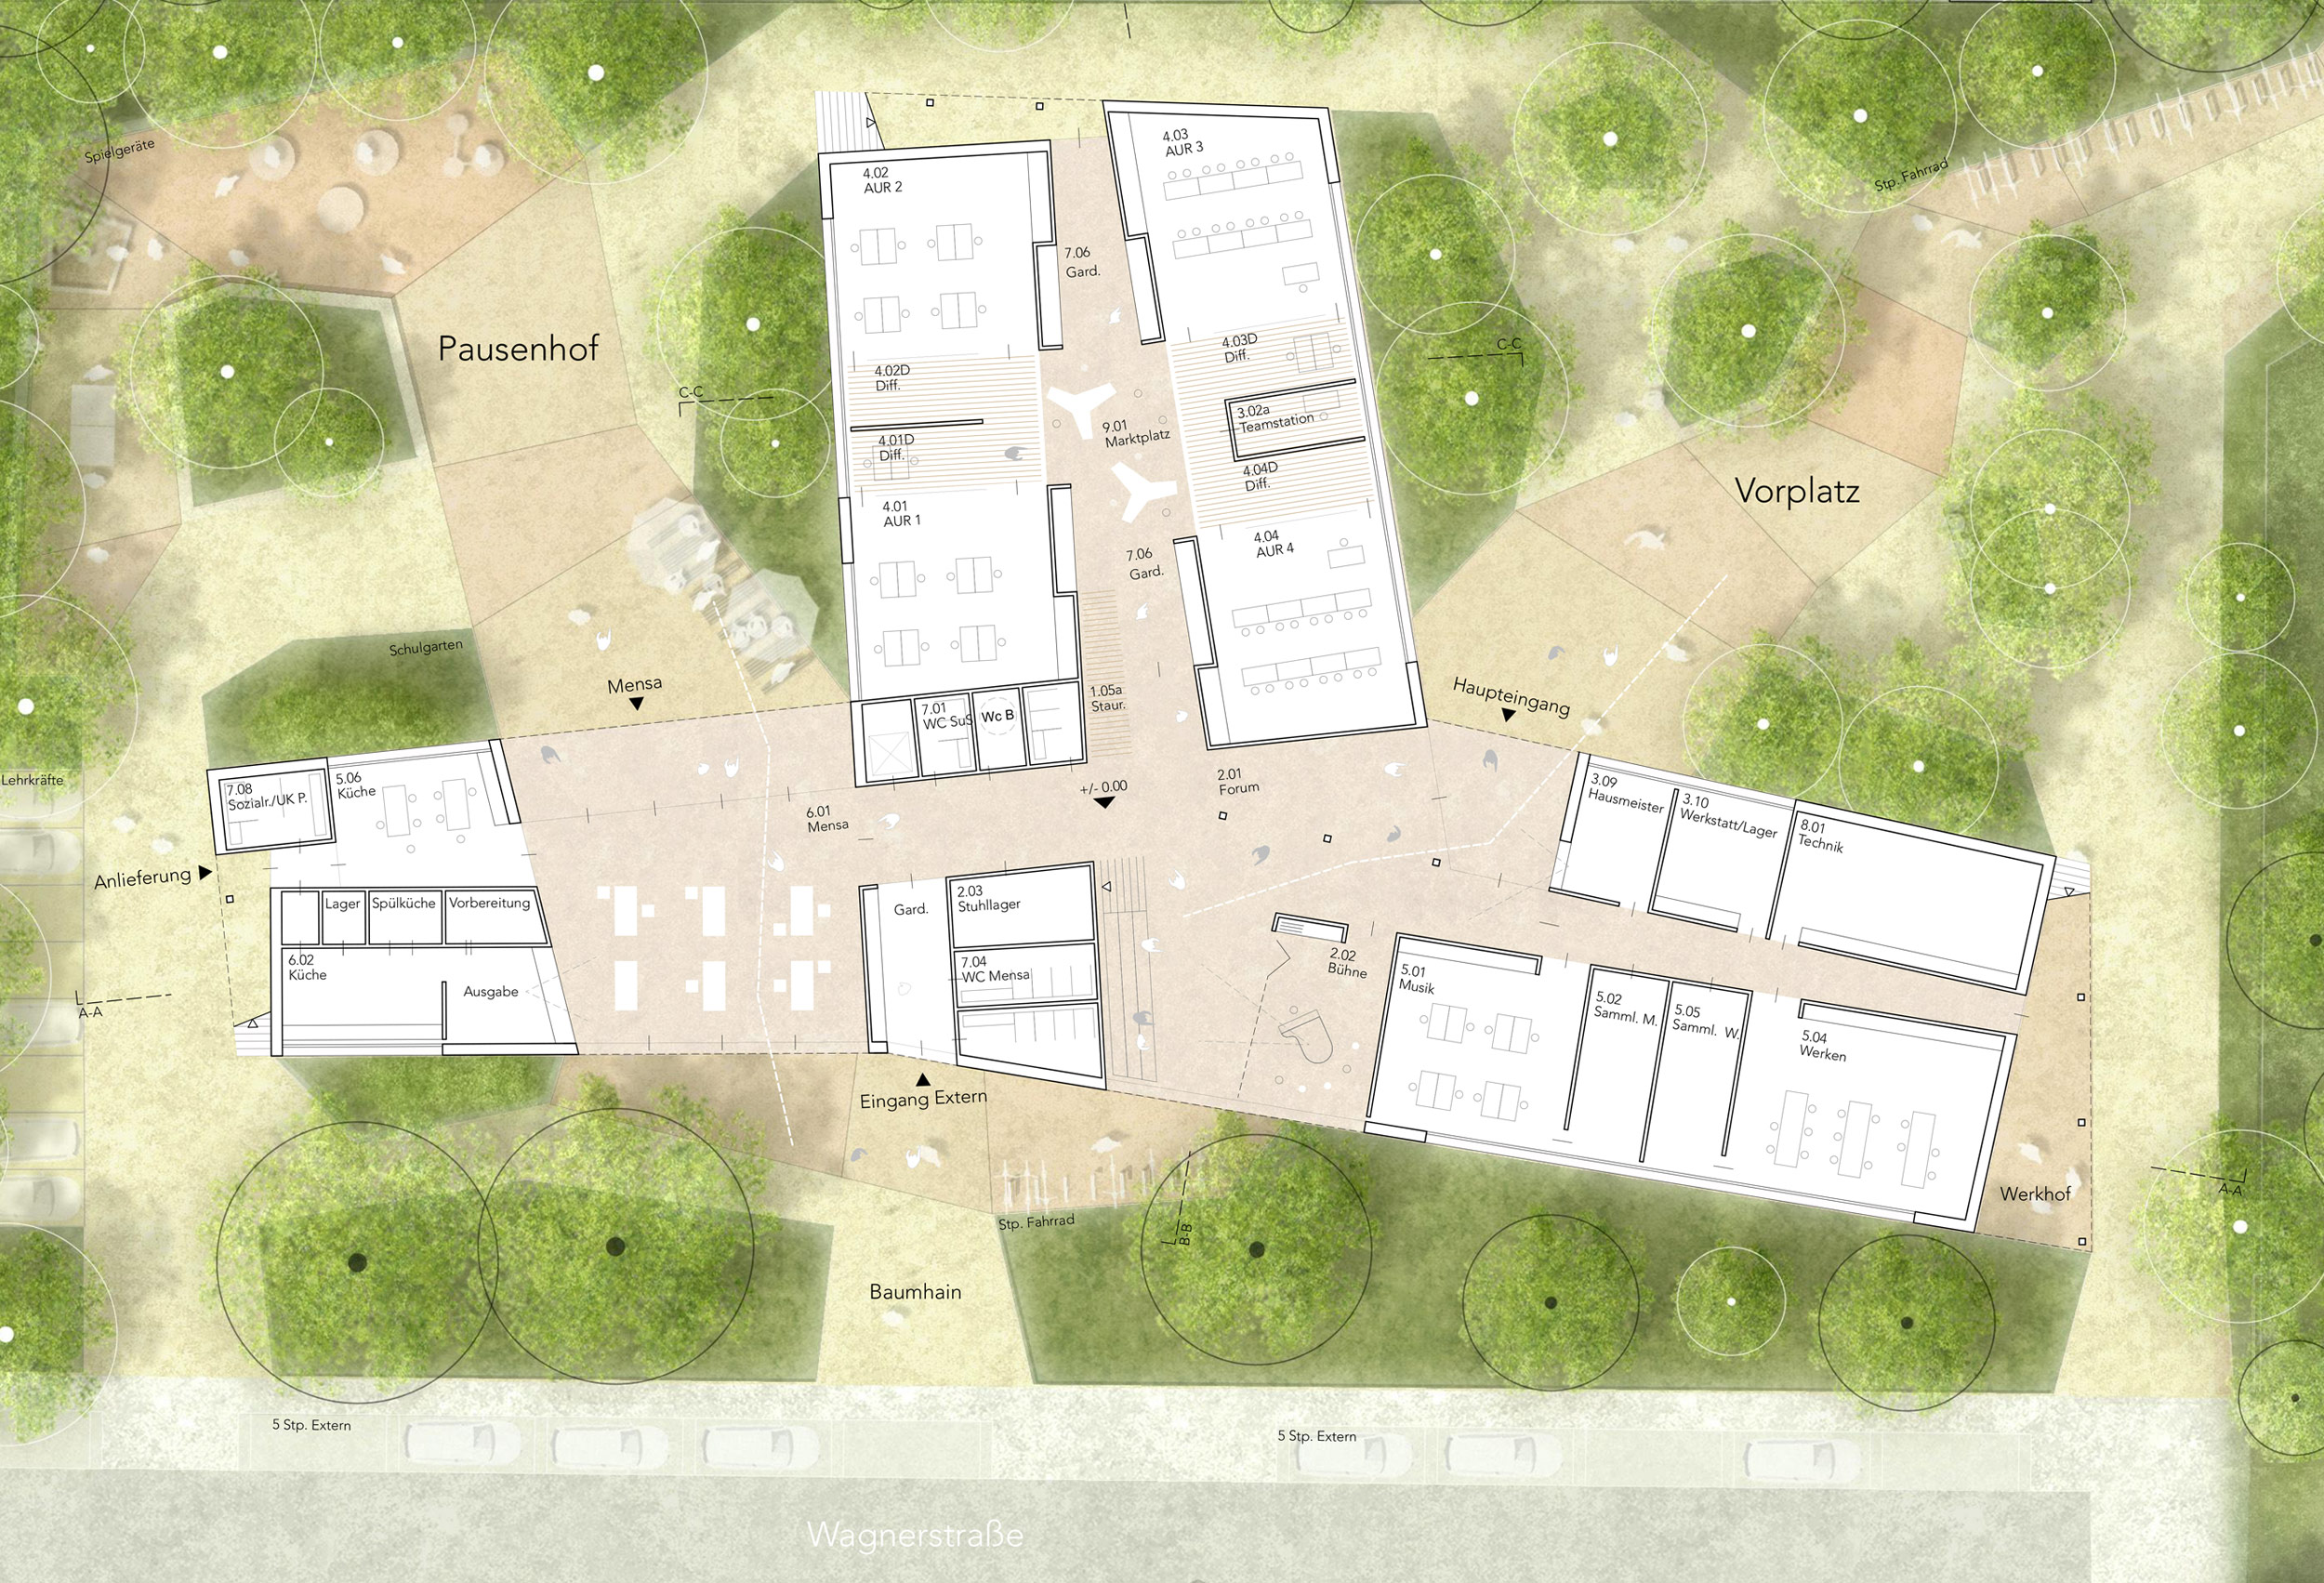 Spielgeräte
4.02
AUR 2
4.03
AUR 3
Stp. Fahrrad
7.06
Gard.
Pausenhof
4.02D
Diff.
4.03D
Diff.
C-C
C-C
3.02a
Teamstation
9.01
Marktplatz
4.01D
Diff.
4.04D
Diff.
Vorplatz
4.01
AUR 1
4.04
AUR 4
7.06
Gard.
Schulgarten
Mensa
Haupteingang
1.05a
Staur.
7.01
WC SuS
Wc B
Lehrkräfte
7.08
Sozialr./UK P.
5.06
Küche
+/- 0.00
2.01
Forum
3.09
Hausmeister
3.10
Werkstatt/Lager
8.01
Technik
6.01
Mensa
Anlieferung
Lager
Spülküche
Vorbereitung
Gard.
2.03
Stuhllager
6.02
Küche
Ausgabe
7.04
WC Mensa
2.02
Bühne
5.01
Musik
5.02
Samml. M.
5.05
Samml. W.
5.04
Werken
A-A
Eingang Extern
Werkhof
A-A
Stp. Fahrrad
B-B
Baumhain
5 Stp. Extern
5 Stp. Extern
Wagnerstraße